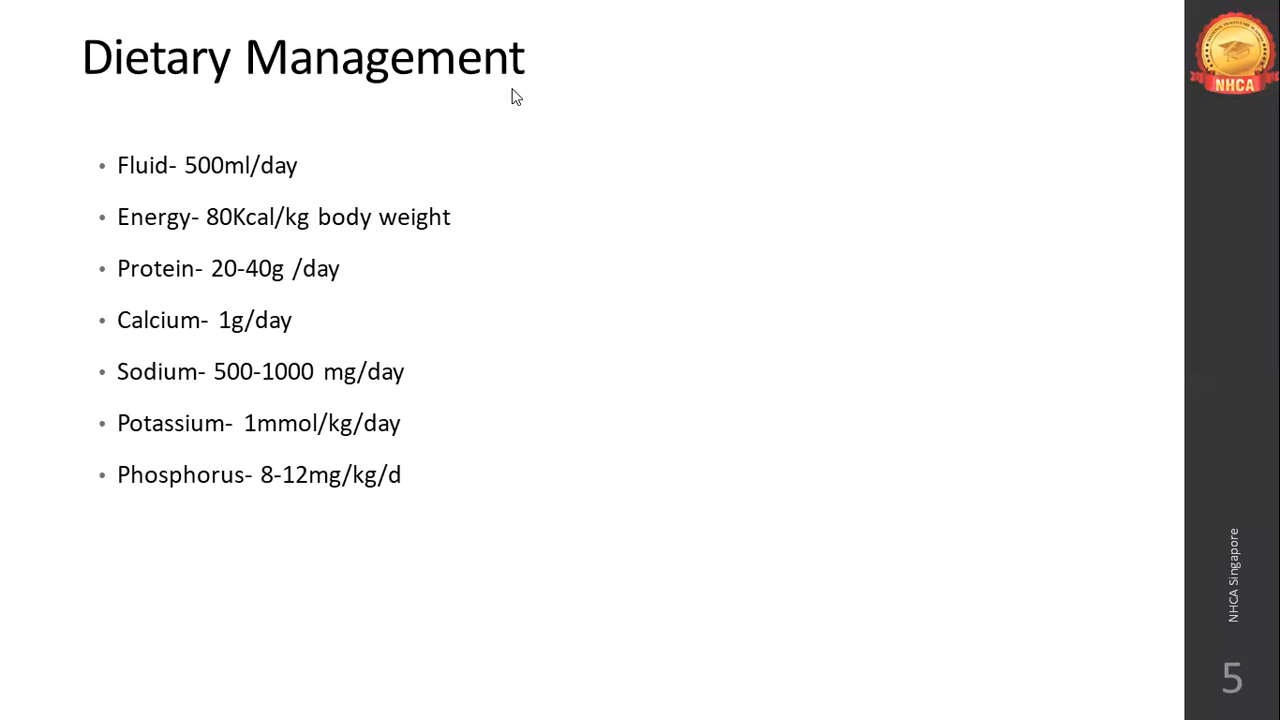 Dietary Management
• Fluid- 500ml/day
• Energy- 80Kcal/kg body weight
• Protein- 20-40g /day
• Calcium- 1g/day
• Sodium- 500-1000 mg/day
• Potassium- 1mmol/kg/day
• Phosphorus- 8-12mg/kg/d
NHCA
NHCA Singapore
5